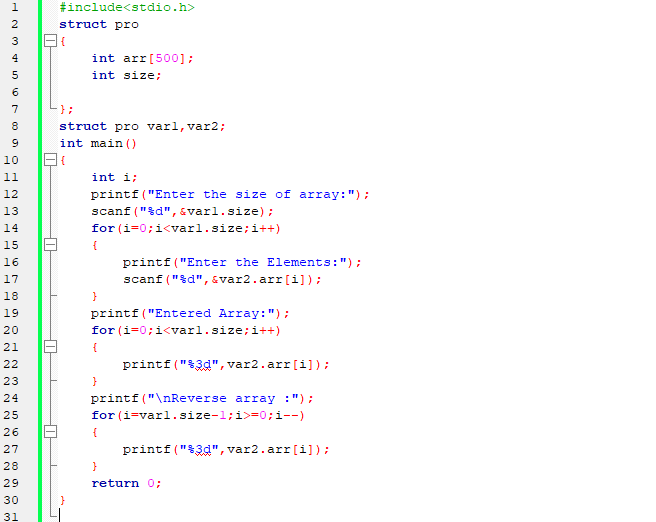 1 #include<stdio.h>
2 struct pro
3 {
4 int arr[500];
5 int size;
6
7 };
8 struct pro var1,var2;
9 int main()
10 {
11 int i;
12 printf("Enter the size of array:");
13 scanf("%d",&var1.size);
14 for(i=0;i<var1.size;i++)
15 {
16 printf("Enter the Elements:");
17 scanf("%d",&var2.arr[i]);
18 }
19 printf("Entered Array:");
20 for(i=0;i<var1.size;i++)
21 {
22 printf("%3d",var2.arr[i]);
23 }
24 printf("\nReverse array :");
25 for(i=var1.size-1;i>=0;i--)
26 {
27 printf("%3d",var2.arr[i]);
28 }
29 return 0;
30 }
31